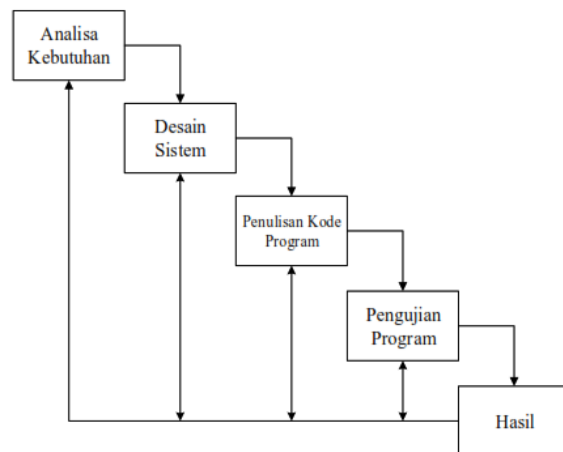 Analisa
Kebutuhan
Desain
Sistem
Penulisan Kode
Program
Pengujian
Program
Hasil